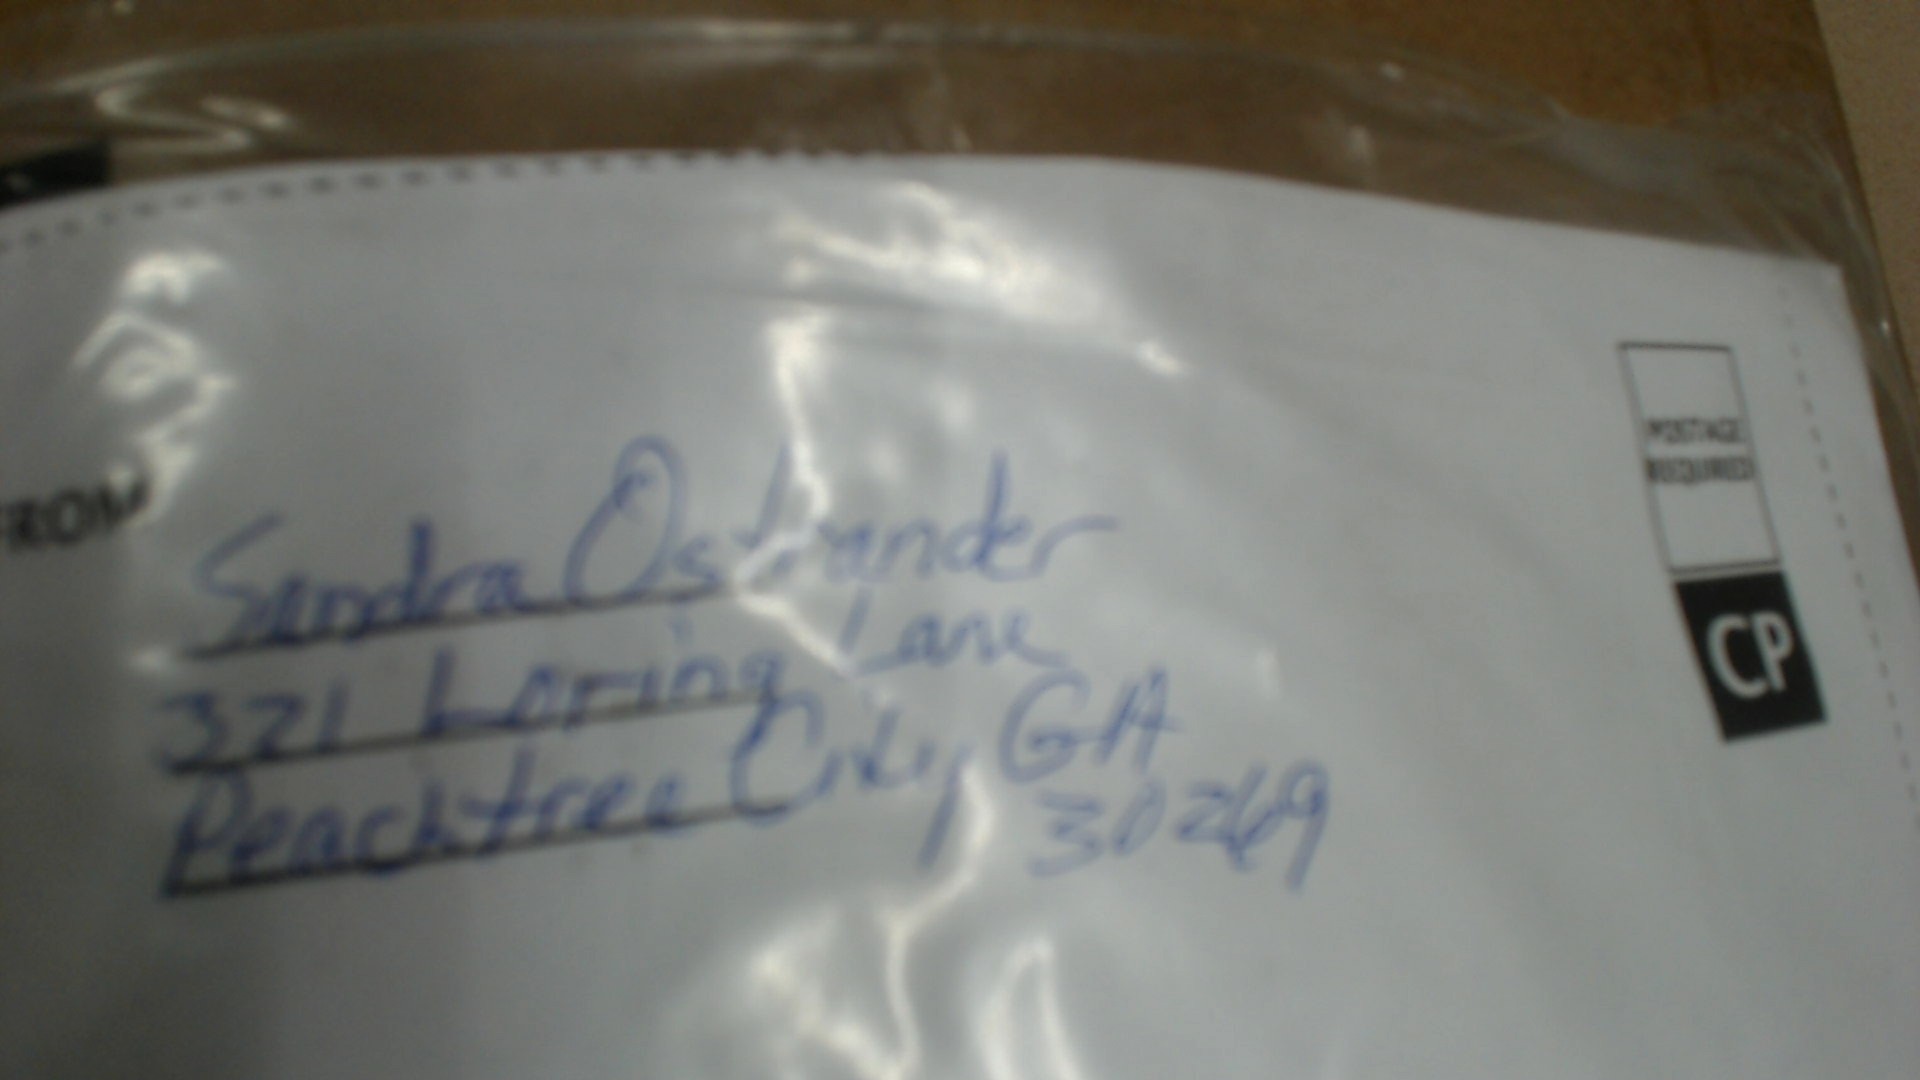 FROM
Sandra Ostrander
321 Loring Lane
Peachtree City, GA
30269
POSTAGE
REQUIRED
CP